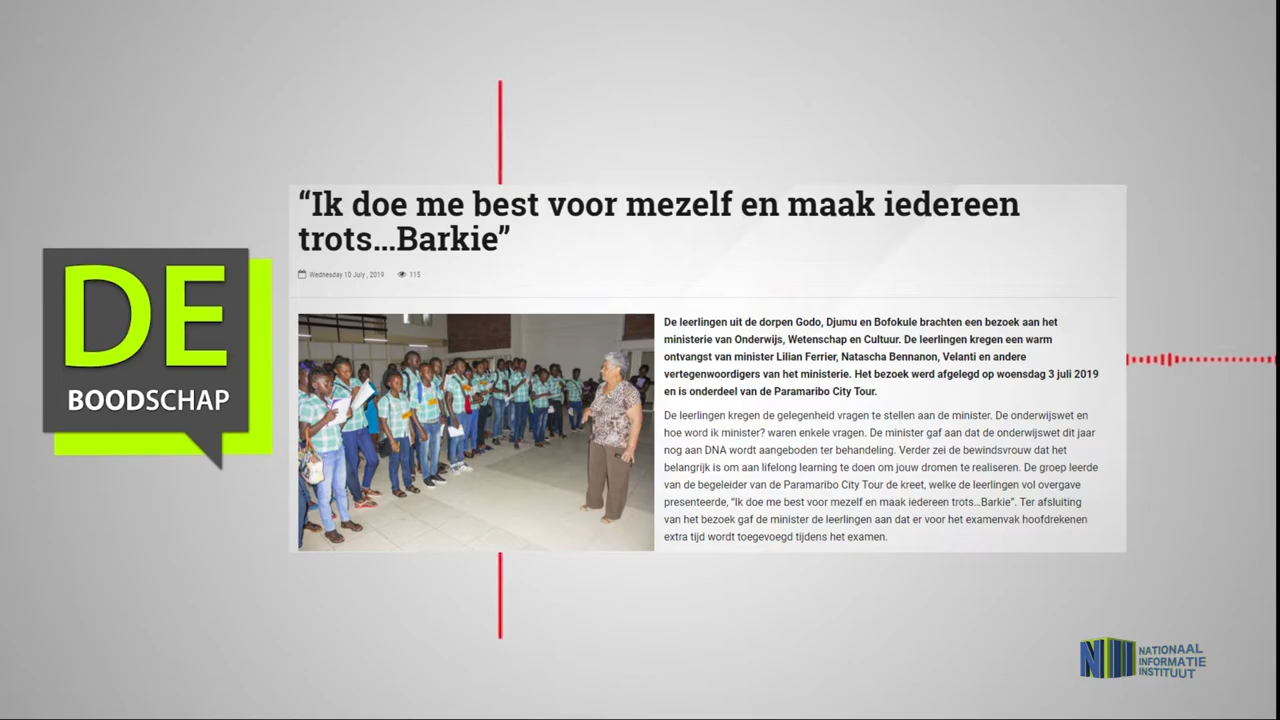 “Ik doe me best voor mezelf en maak iedereen
trots...Barkie”
Wednesday 10 July , 2019 115
DE
BOODSCHAP
De leerlingen uit de dorpen Godo, Djumu en Bofokule brachten een bezoek aan het
ministerie van Onderwijs, Wetenschap en Cultuur. De leerlingen kregen een warm
ontvangst van minister Lilian Ferrier, Natascha Bennanon, Velanti en andere
vertegenwoordigers van het ministerie. Het bezoek werd afgelegd op woensdag 3 juli 2019
en is onderdeel van de Paramaribo City Tour.
De leerlingen kregen de gelegenheid vragen te stellen aan de minister. De onderwijswet en
hoe word ik minister? waren enkele vragen. De minister gaf aan dat de onderwijswet dit jaar
nog aan DNA wordt aangeboden ter behandeling. Verder zei de bewindsvrouw dat het
belangrijk is om aan lifelong learning te doen om jouw dromen te realiseren. De groep leerde
van de begeleider van de Paramaribo City Tour de kreet, welke de leerlingen vol overgave
presenteerde, “Ik doe me best voor mezelf en maak iedereen trots...Barkie”. Ter afsluiting
van het bezoek gaf de minister de leerlingen aan dat er voor het examenvak hoofdrekenen
extra tijd wordt toegevoegd tijdens het examen.
NII
NATIONAAL
INFORMATIE
INSTITUUT